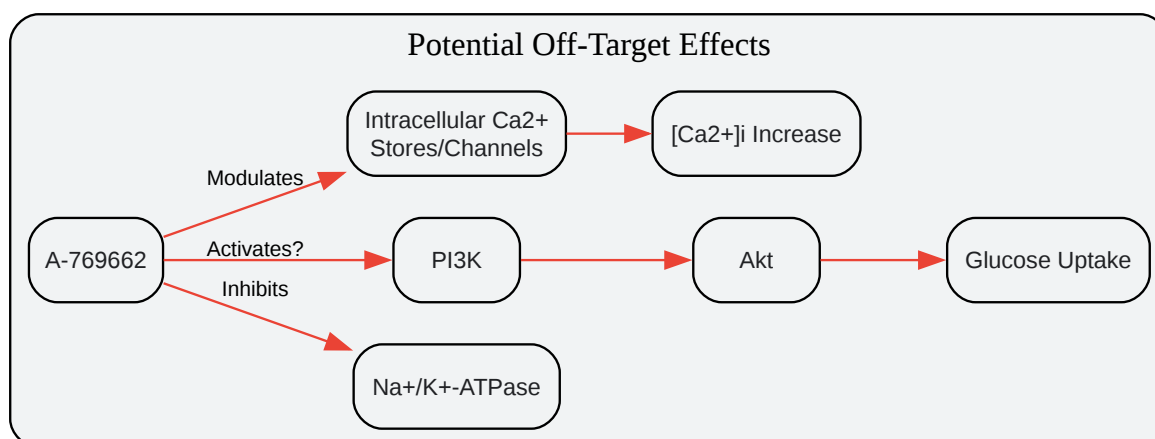 Potential Off-Target Effects
Intracellular Ca2+
Stores/Channels
[Ca2+]i Increase
Modulates
A-769662
Activates?
PI3K
Akt
Glucose Uptake
Inhibits
Na+/K+-ATPase